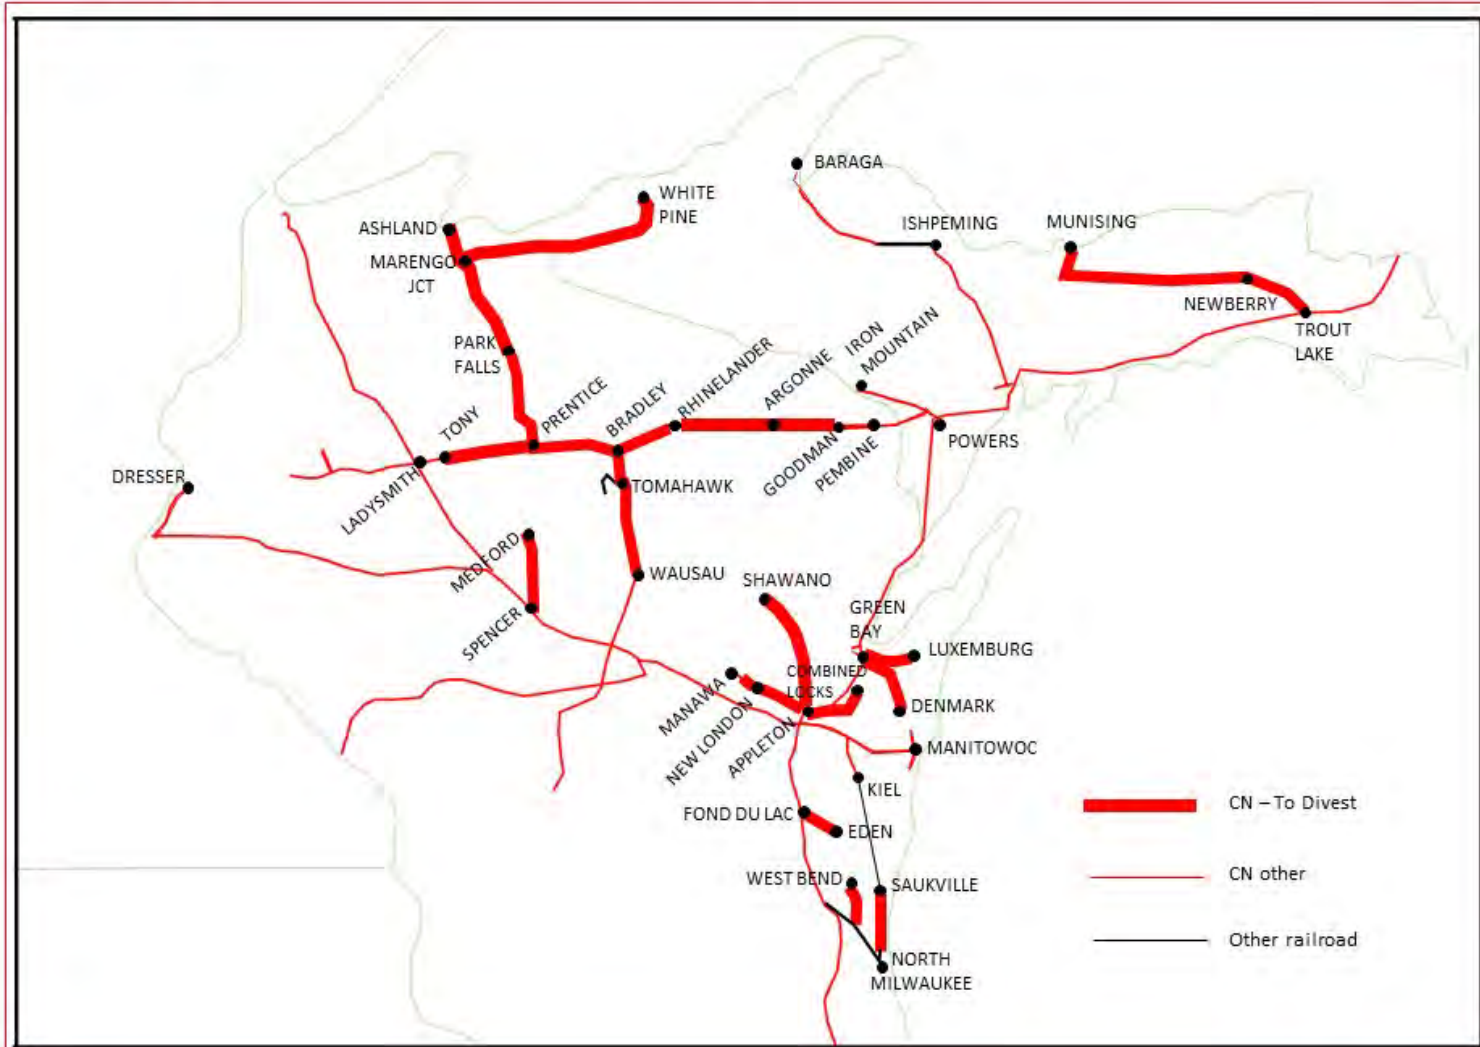 BARAGA
WHITE
PINE
ASHLAND
ISHPEMING
MUNISING
MARENGO
JCT
NEWBERRY
TROUT
LAKE
PARK
FALLS
IRON
MOUNTAIN
TONY
PRENTICE
BRADLEY
RHINELANDER
ARGONNE
GOODMAN
PEMBINE
POWERS
DRESSER
LADYSMITH
TOMAHAWK
MEDFORD
WAUSAU
SPENCER
SHAWANO
GREEN
BAY
LUXEMBURG
COMBINED
LOCKS
MANAWA
NEW LONDON
APPLETON
DENMARK
MANITOWOC
KIEL
FOND DU LAC
EDEN
WEST BEND
SAUKVILLE
NORTH
MILWAUKEE
CN – To Divest
CN other
Other railroad